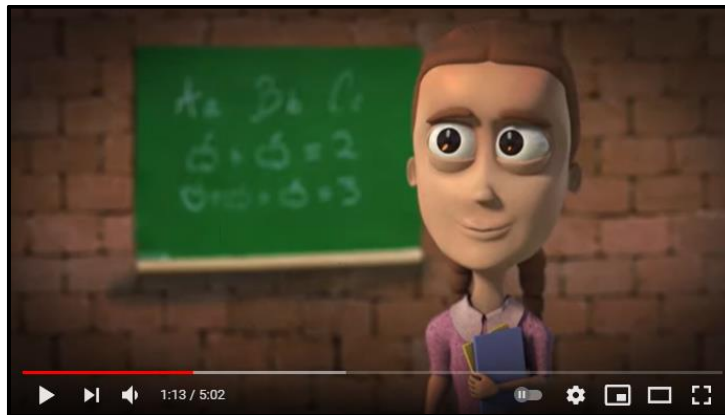 Aa Bb Cc
+ = 2
+ + = 3
1:13 / 5:02